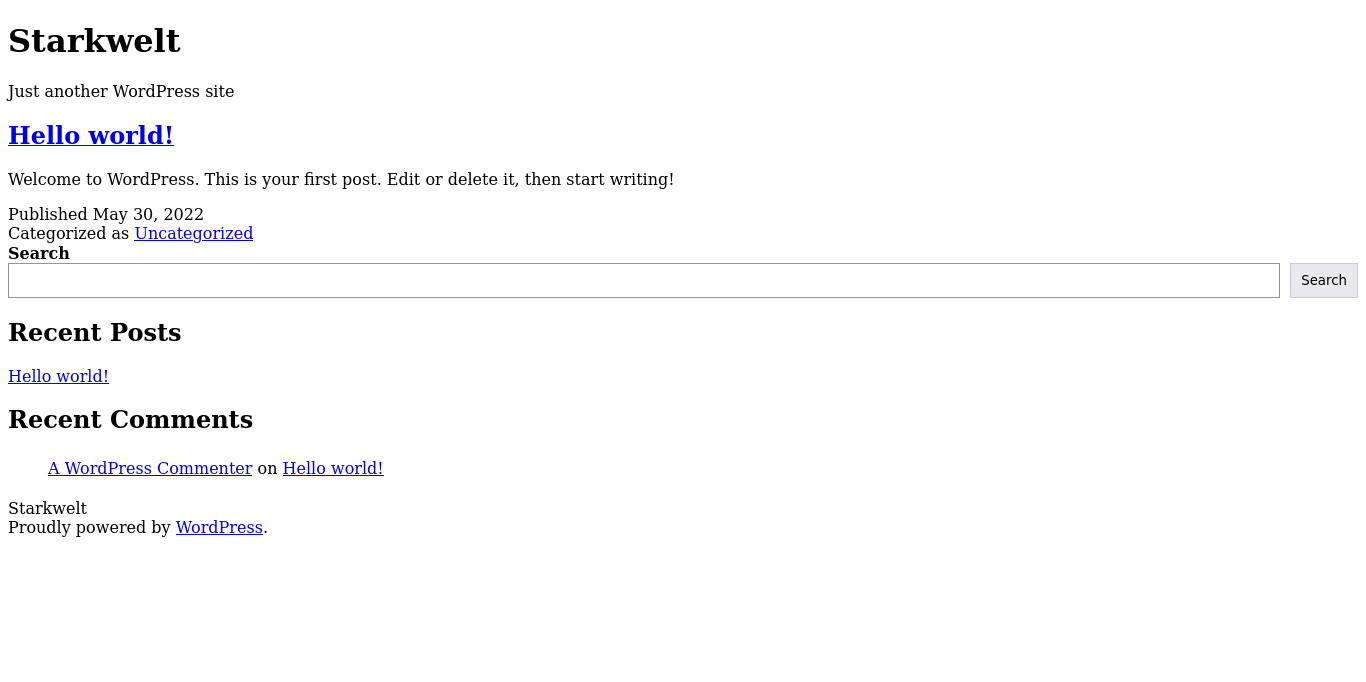 Starkwelt
Just another WordPress site
Hello world!
Welcome to WordPress. This is your first post. Edit or delete it, then start writing!
Published May 30, 2022
Categorized as Uncategorized
Search
Search
Recent Posts
Hello world!
Recent Comments
A WordPress Commenter on Hello world!
Starkwelt
Proudly powered by WordPress.